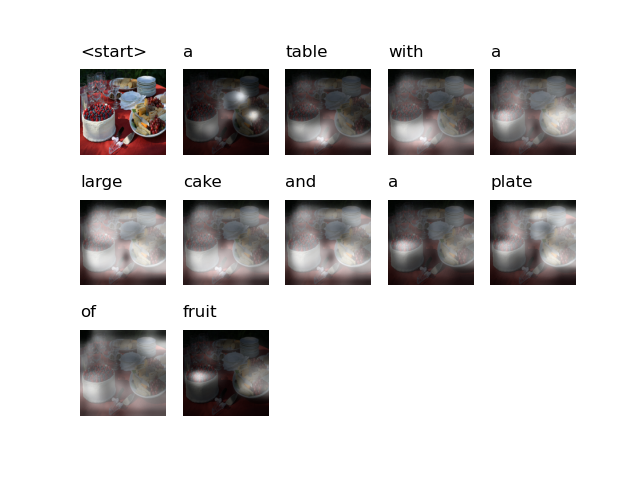 <start> a table with a
large cake and a plate
of fruit